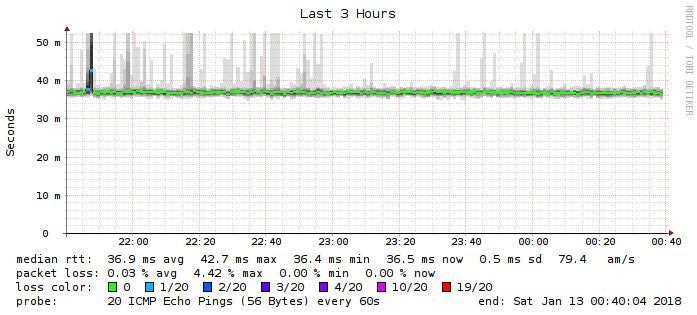 Last 3 Hours
RRDTOOL / TOBI OETIKER
Seconds
50 m
40 m
30 m
20 m
10 m
0
22:00 22:20 22:40 23:00 23:20 23:40 00:00 00:20 00:40
median rtt: 36.9 ms avg 42.7 ms max 36.4 ms min 36.5 ms now 0.5 ms sd 79.4 am/s
packet loss: 0.03 % avg 4.42 % max 0.00 % min 0.00 % now
loss color: 0 1/20 2/20 3/20 4/20 10/20 19/20
probe: 20 ICMP Echo Pings (56 Bytes) every 60s end: Sat Jan 13 00:40:04 2018